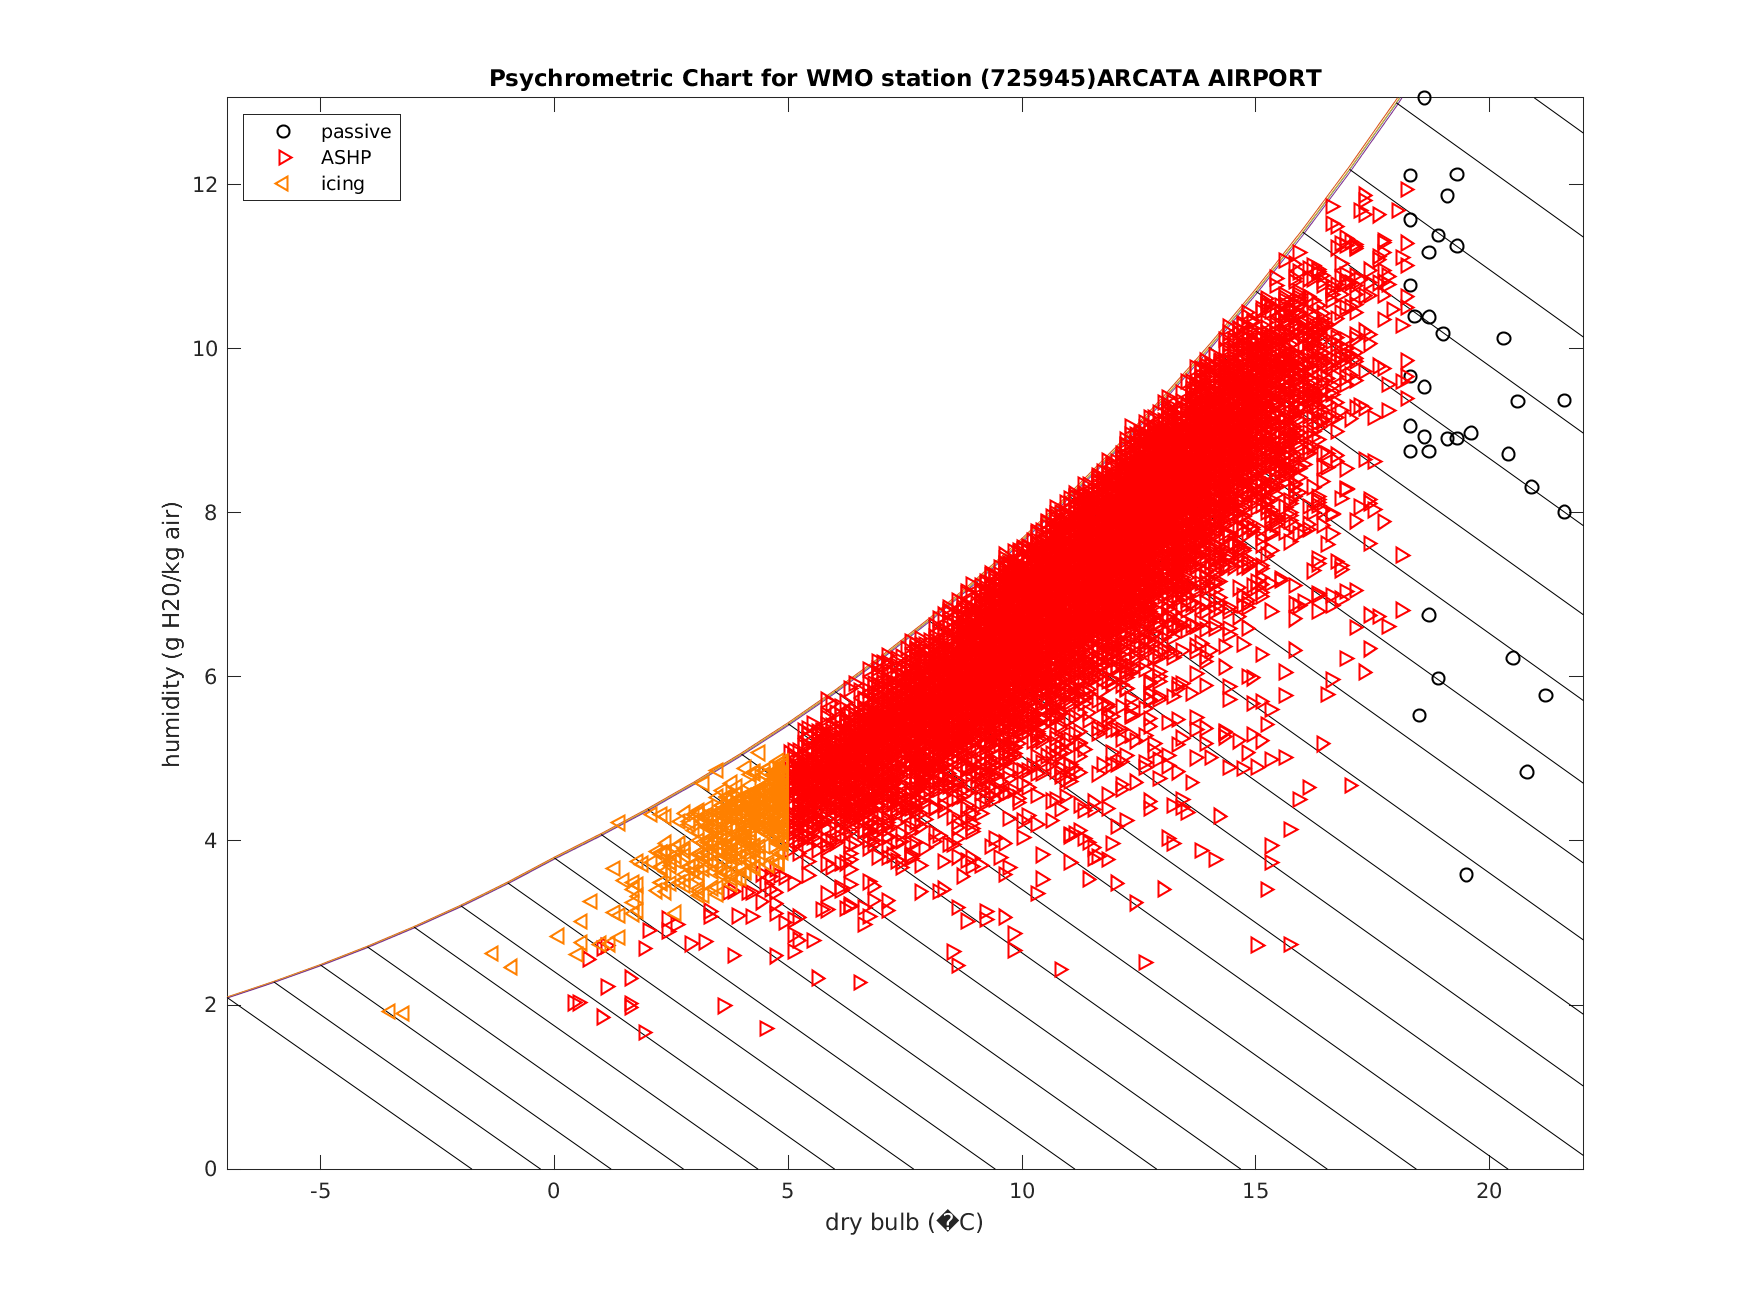 Psychrometric Chart for WMO station (725945)ARCATA AIRPORT
passive
ASHP
icing
humidity (g H20/kg air)
12
10
8
6
4
2
0
-5 0 5 10 15 20
dry bulb (�C)